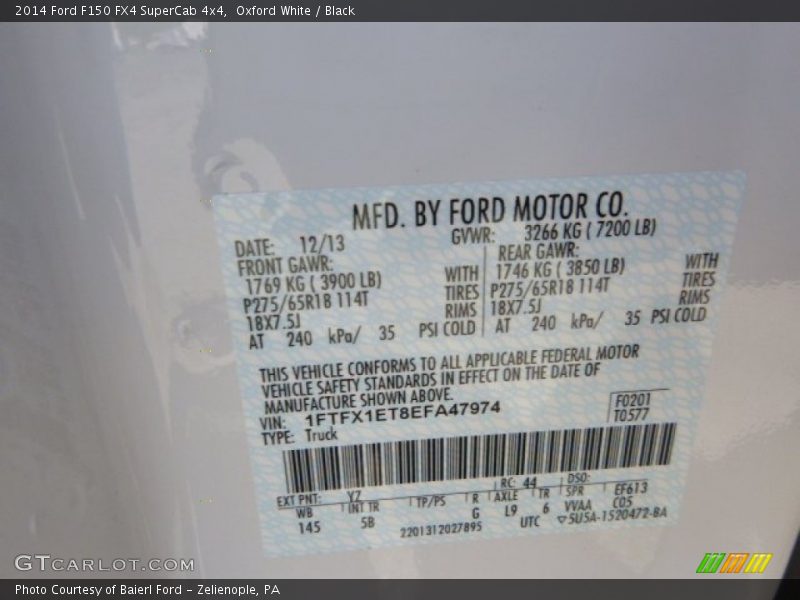 2014 Ford F150 FX4 SuperCab 4x4, Oxford White / Black
MFD. BY FORD MOTOR CO.
DATE: 12/13 GVWR: 3266 KG ( 7200 LB)
FRONT GAWR: REAR GAWR:
1769 KG ( 3900 LB) WITH 1746 KG ( 3850 LB) WITH
P275/65R18 114T TIRES P275/65R18 114T TIRES
18X7.5J RIMS 18X7.5J RIMS
AT 240 kPa/ 35 PSI COLD AT 240 kPa/ 35 PSI COLD
THIS VEHICLE CONFORMS TO ALL APPLICABLE FEDERAL MOTOR
VEHICLE SAFETY STANDARDS IN EFFECT ON THE DATE OF
MANUFACTURE SHOWN ABOVE.
VIN: 1FTFX1ET8EFA47974 F0201
TYPE: Truck T0577
EXT PNT: YZ RC: 44 DSO:
WB INT TR TP/PS R AXLE TR SPR EF613
145 5B G L9 6 VVAA C05
2201312027895 UTC ▽5U5A-1520472-BA
GTCARCOM.COM
Photo Courtesy of Baierl Ford – Zelienople, PA